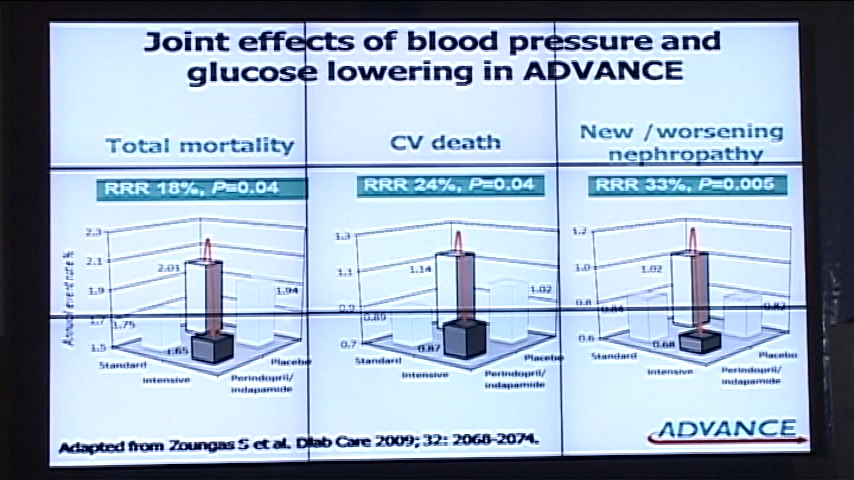 Joint effects of blood pressure and
glucose lowering in ADVANCE
Total mortality
CV death
New /worsening
nephropathy
RRR 18%, P=0.04
RRR 24%, P=0.04
RRR 33%, P=0.005
Annual event rate %
2.3
2.1
1.9
1.7
1.5
2.01
1.94
1.75
1.65
Standard
Intensive
Perindopril/
indapamide
Placebo
1.3
1.1
0.9
0.7
1.14
1.02
0.89
0.87
Standard
Intensive
Perindopril/
indapamide
Placebo
1.2
1.0
0.8
0.6
1.02
0.84
0.82
0.68
Standard
Intensive
Perindopril/
indapamide
Placebo
Adapted from Zoungas S et al. Diab Care 2009; 32: 2068-2074.
ADVANCE